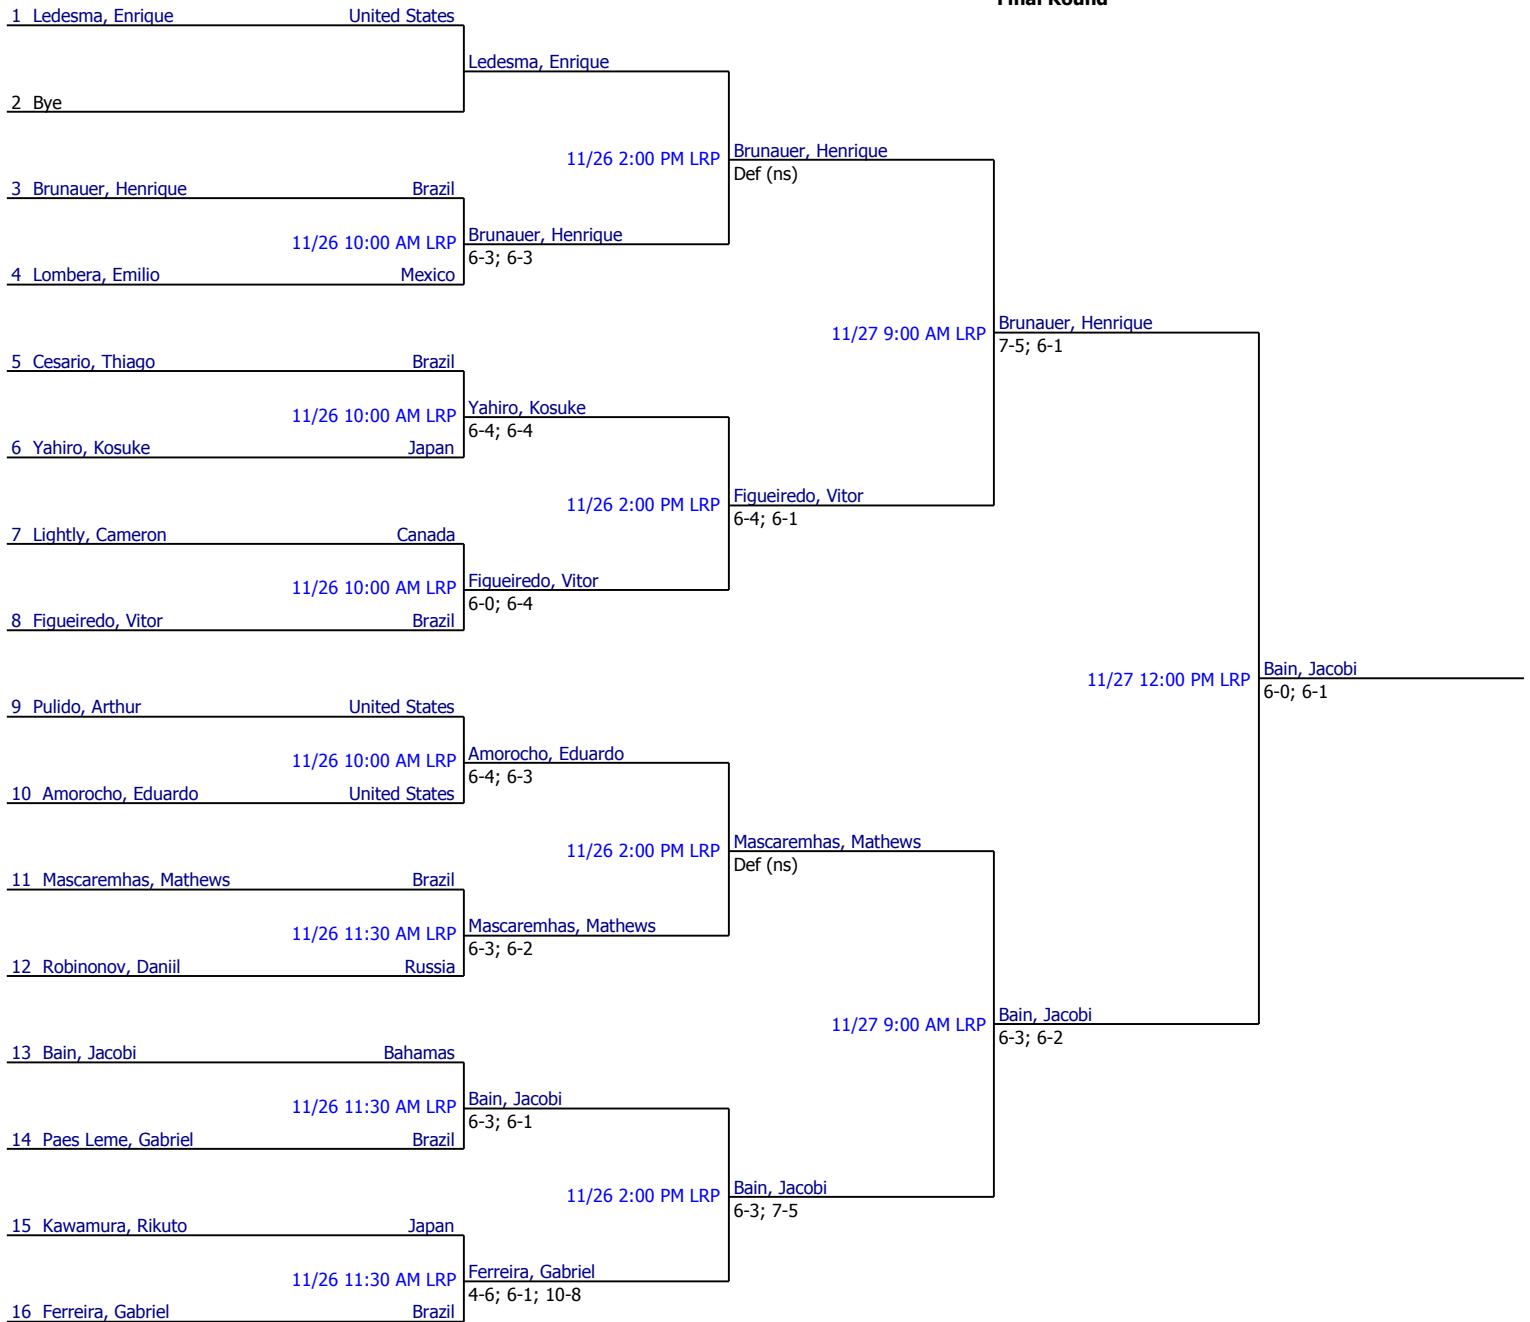 Final Round
1 Ledesma, Enrique United States
Ledesma, Enrique
2 Bye
11/26 2:00 PM LRP Brunauer, Henrique
Def (ns)
3 Brunauer, Henrique Brazil
11/26 10:00 AM LRP Brunauer, Henrique
6-3; 6-3
4 Lombera, Emilio Mexico
11/27 9:00 AM LRP Brunauer, Henrique
7-5; 6-1
5 Cesario, Thiago Brazil
11/26 10:00 AM LRP Yahiro, Kosuke
6-4; 6-4
6 Yahiro, Kosuke Japan
11/26 2:00 PM LRP Figueiredo, Vitor
6-4; 6-1
7 Lightly, Cameron Canada
11/26 10:00 AM LRP Figueiredo, Vitor
6-0; 6-4
8 Figueiredo, Vitor Brazil
11/27 12:00 PM LRP Bain, Jacobi
6-0; 6-1
9 Pulido, Arthur United States
11/26 10:00 AM LRP Amorocho, Eduardo
6-4; 6-3
10 Amorocho, Eduardo United States
11/26 2:00 PM LRP Mascaremhas, Mathews
Def (ns)
11 Mascaremhas, Mathews Brazil
11/26 11:30 AM LRP Mascaremhas, Mathews
6-3; 6-2
12 Robinonov, Daniil Russia
11/27 9:00 AM LRP Bain, Jacobi
6-3; 6-2
13 Bain, Jacobi Bahamas
11/26 11:30 AM LRP Bain, Jacobi
6-3; 6-1
14 Paes Leme, Gabriel Brazil
11/26 2:00 PM LRP Bain, Jacobi
6-3; 7-5
15 Kawamura, Rikuto Japan
11/26 11:30 AM LRP Ferreira, Gabriel
4-6; 6-1; 10-8
16 Ferreira, Gabriel Brazil